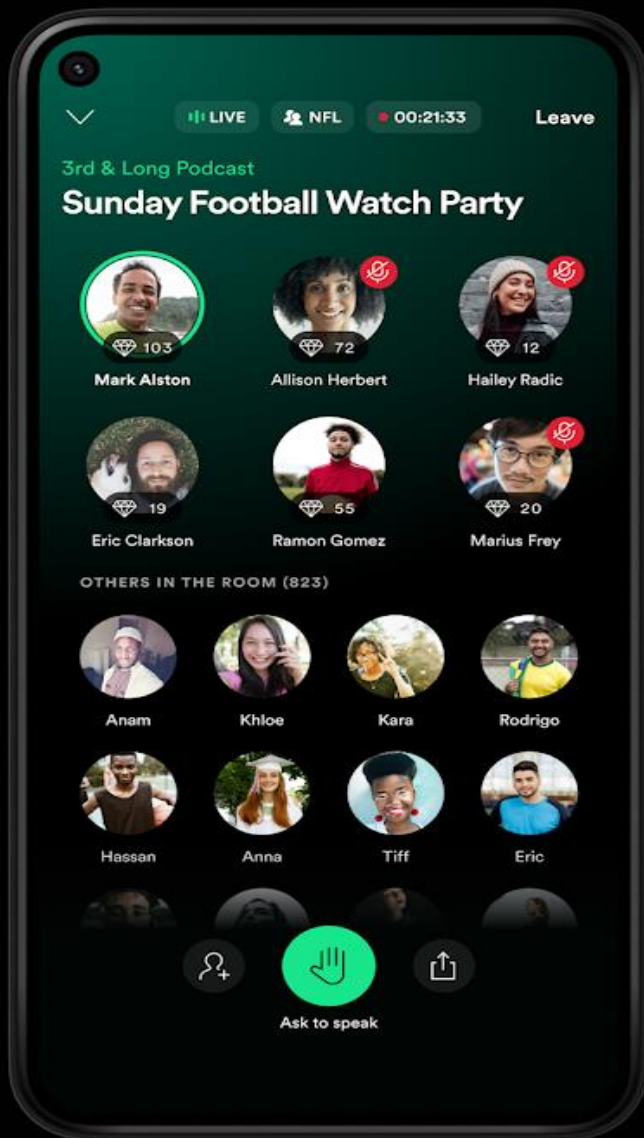 LIVE NFL 00:21:33 Leave
3rd & Long Podcast
Sunday Football Watch Party
103 72 12
Mark Alston Allison Herbert Hailey Radic
19 55 20
Eric Clarkson Ramon Gomez Marius Frey
OTHERS IN THE ROOM (823)
Anam Khloe Kara Rodrigo
Hassan Anna Tiff Eric
Ask to speak